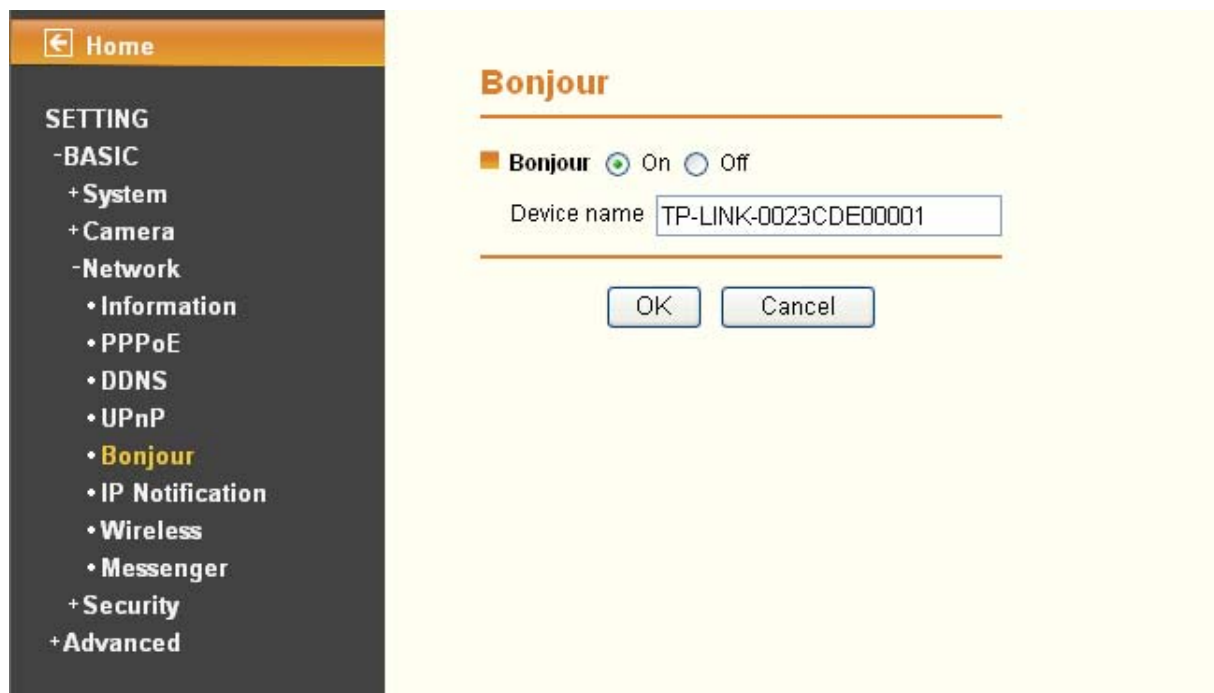 Home
SETTING
-BASIC
+System
+Camera
-Network
•Information
•PPPoE
•DDNS
•UPnP
•Bonjour
•IP Notification
•Wireless
•Messenger
+Security
+Advanced
Bonjour
Bonjour On Off
Device name TP-LINK-0023CDE00001
OK Cancel